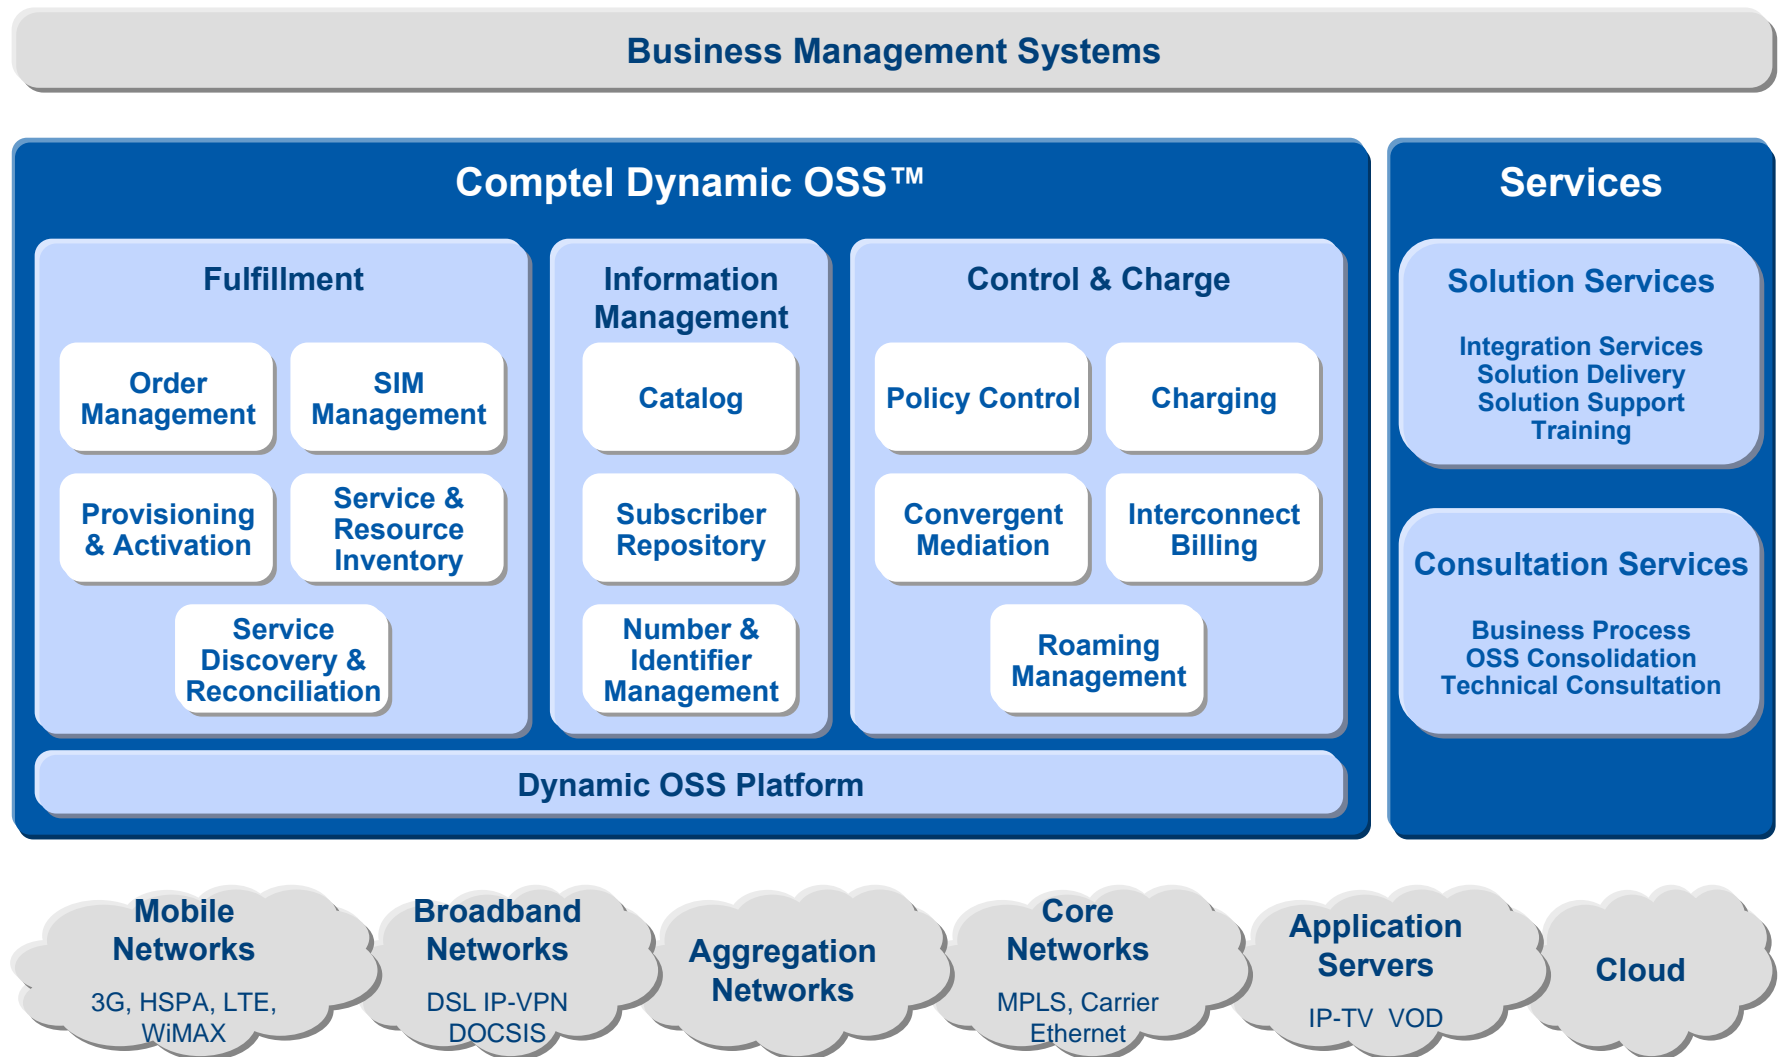 Business Management Systems
Comptel Dynamic OSS™
Services
Fulfillment
Order
Management
SIM
Management
Provisioning
& Activation
Service &
Resource
Inventory
Service
Discovery &
Reconciliation
Information
Management
Catalog
Subscriber
Repository
Number &
Identifier
Management
Control & Charge
Policy Control
Charging
Convergent
Mediation
Interconnect
Billing
Roaming
Management
Dynamic OSS Platform
Solution Services
Integration Services
Solution Delivery
Solution Support
Training
Consultation Services
Business Process
OSS Consolidation
Technical Consultation
Mobile
Networks
3G, HSPA, LTE,
WiMAX
Broadband
Networks
DSL IP-VPN
DOCSIS
Aggregation
Networks
Core
Networks
MPLS, Carrier
Ethernet
Application
Servers
IP-TV VOD
Cloud